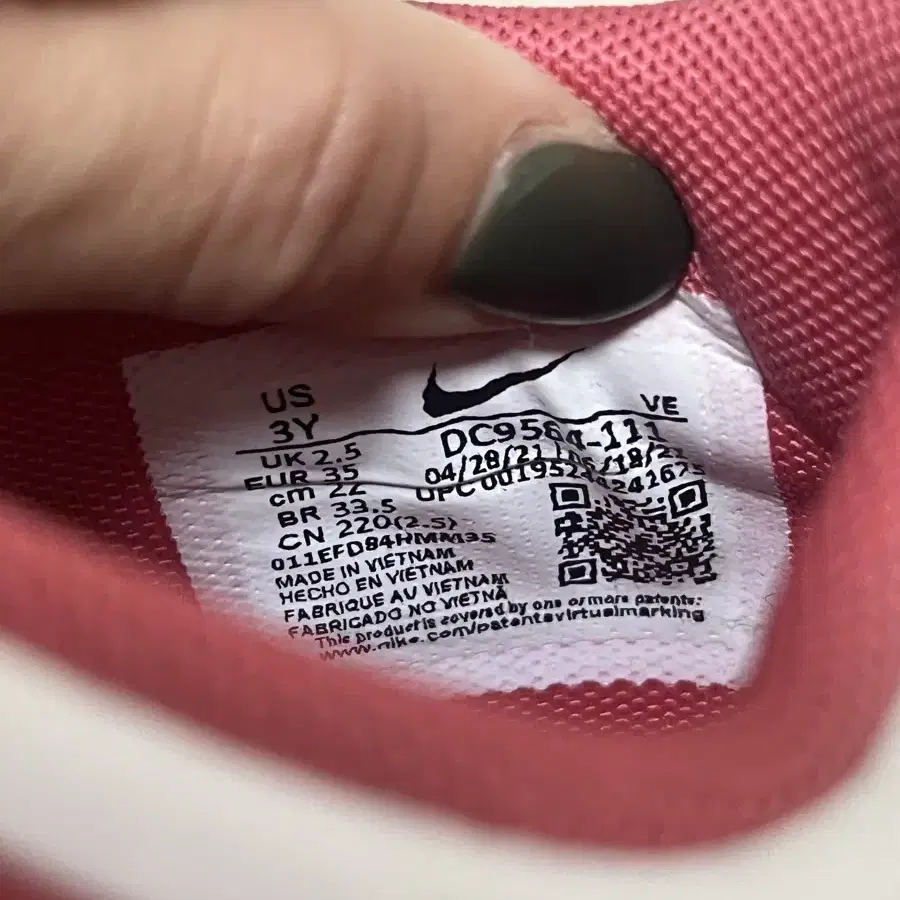 US
3Y
VE
UK 2.5
EUR 35
cm 22
BR 33.5
CN 220(2.5)
DC9564-111
04/28/21
UPC
011EFD84HMM35
MADE IN VIETNAM
HECHO EN VIETNAM
FABRIQUE AU VIETNAM
FABRICADO NO VIETNÃ
This product is covered by one or more patents:
www.nike.com/patentsvirtualmarking